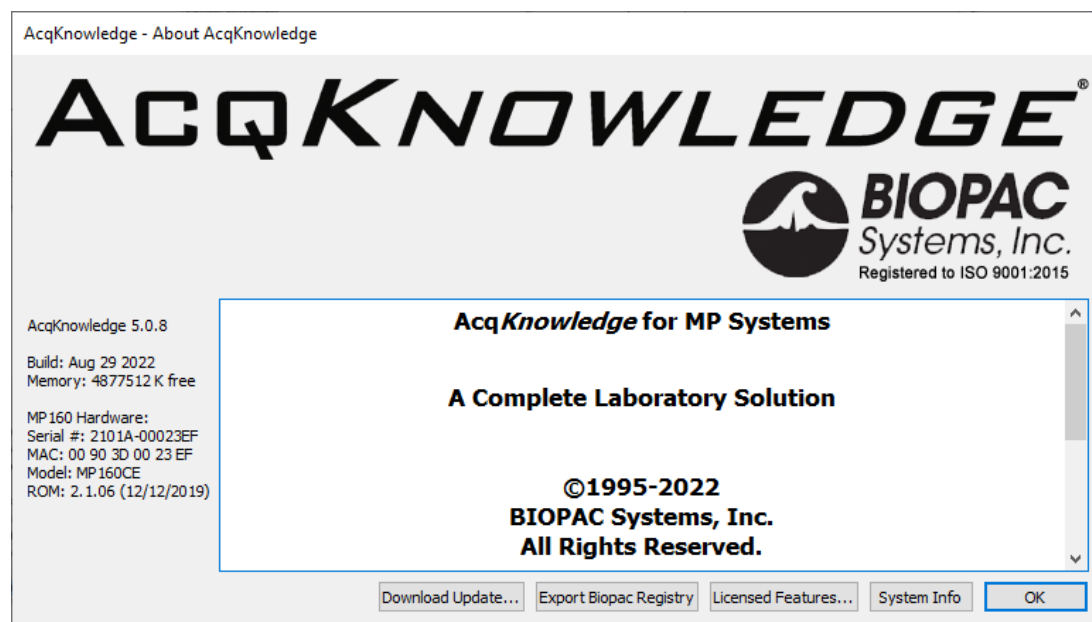 AcqKnowledge - About AcqKnowledge
ACQKNOWLEDGE®
BIOPAC
Systems, Inc.
Registered to ISO 9001:2015
AcqKnowledge 5.0.8
Build: Aug 29 2022
Memory: 4877512 K free
MP160 Hardware:
Serial #: 2101A-00023EF
MAC: 00 90 3D 00 23 EF
Model: MP160CE
ROM: 2.1.06 (12/12/2019)
AcqKnowledge for MP Systems
A Complete Laboratory Solution
©1995-2022
BIOPAC Systems, Inc.
All Rights Reserved.
Download Update... Export Biopac Registry Licensed Features... System Info OK